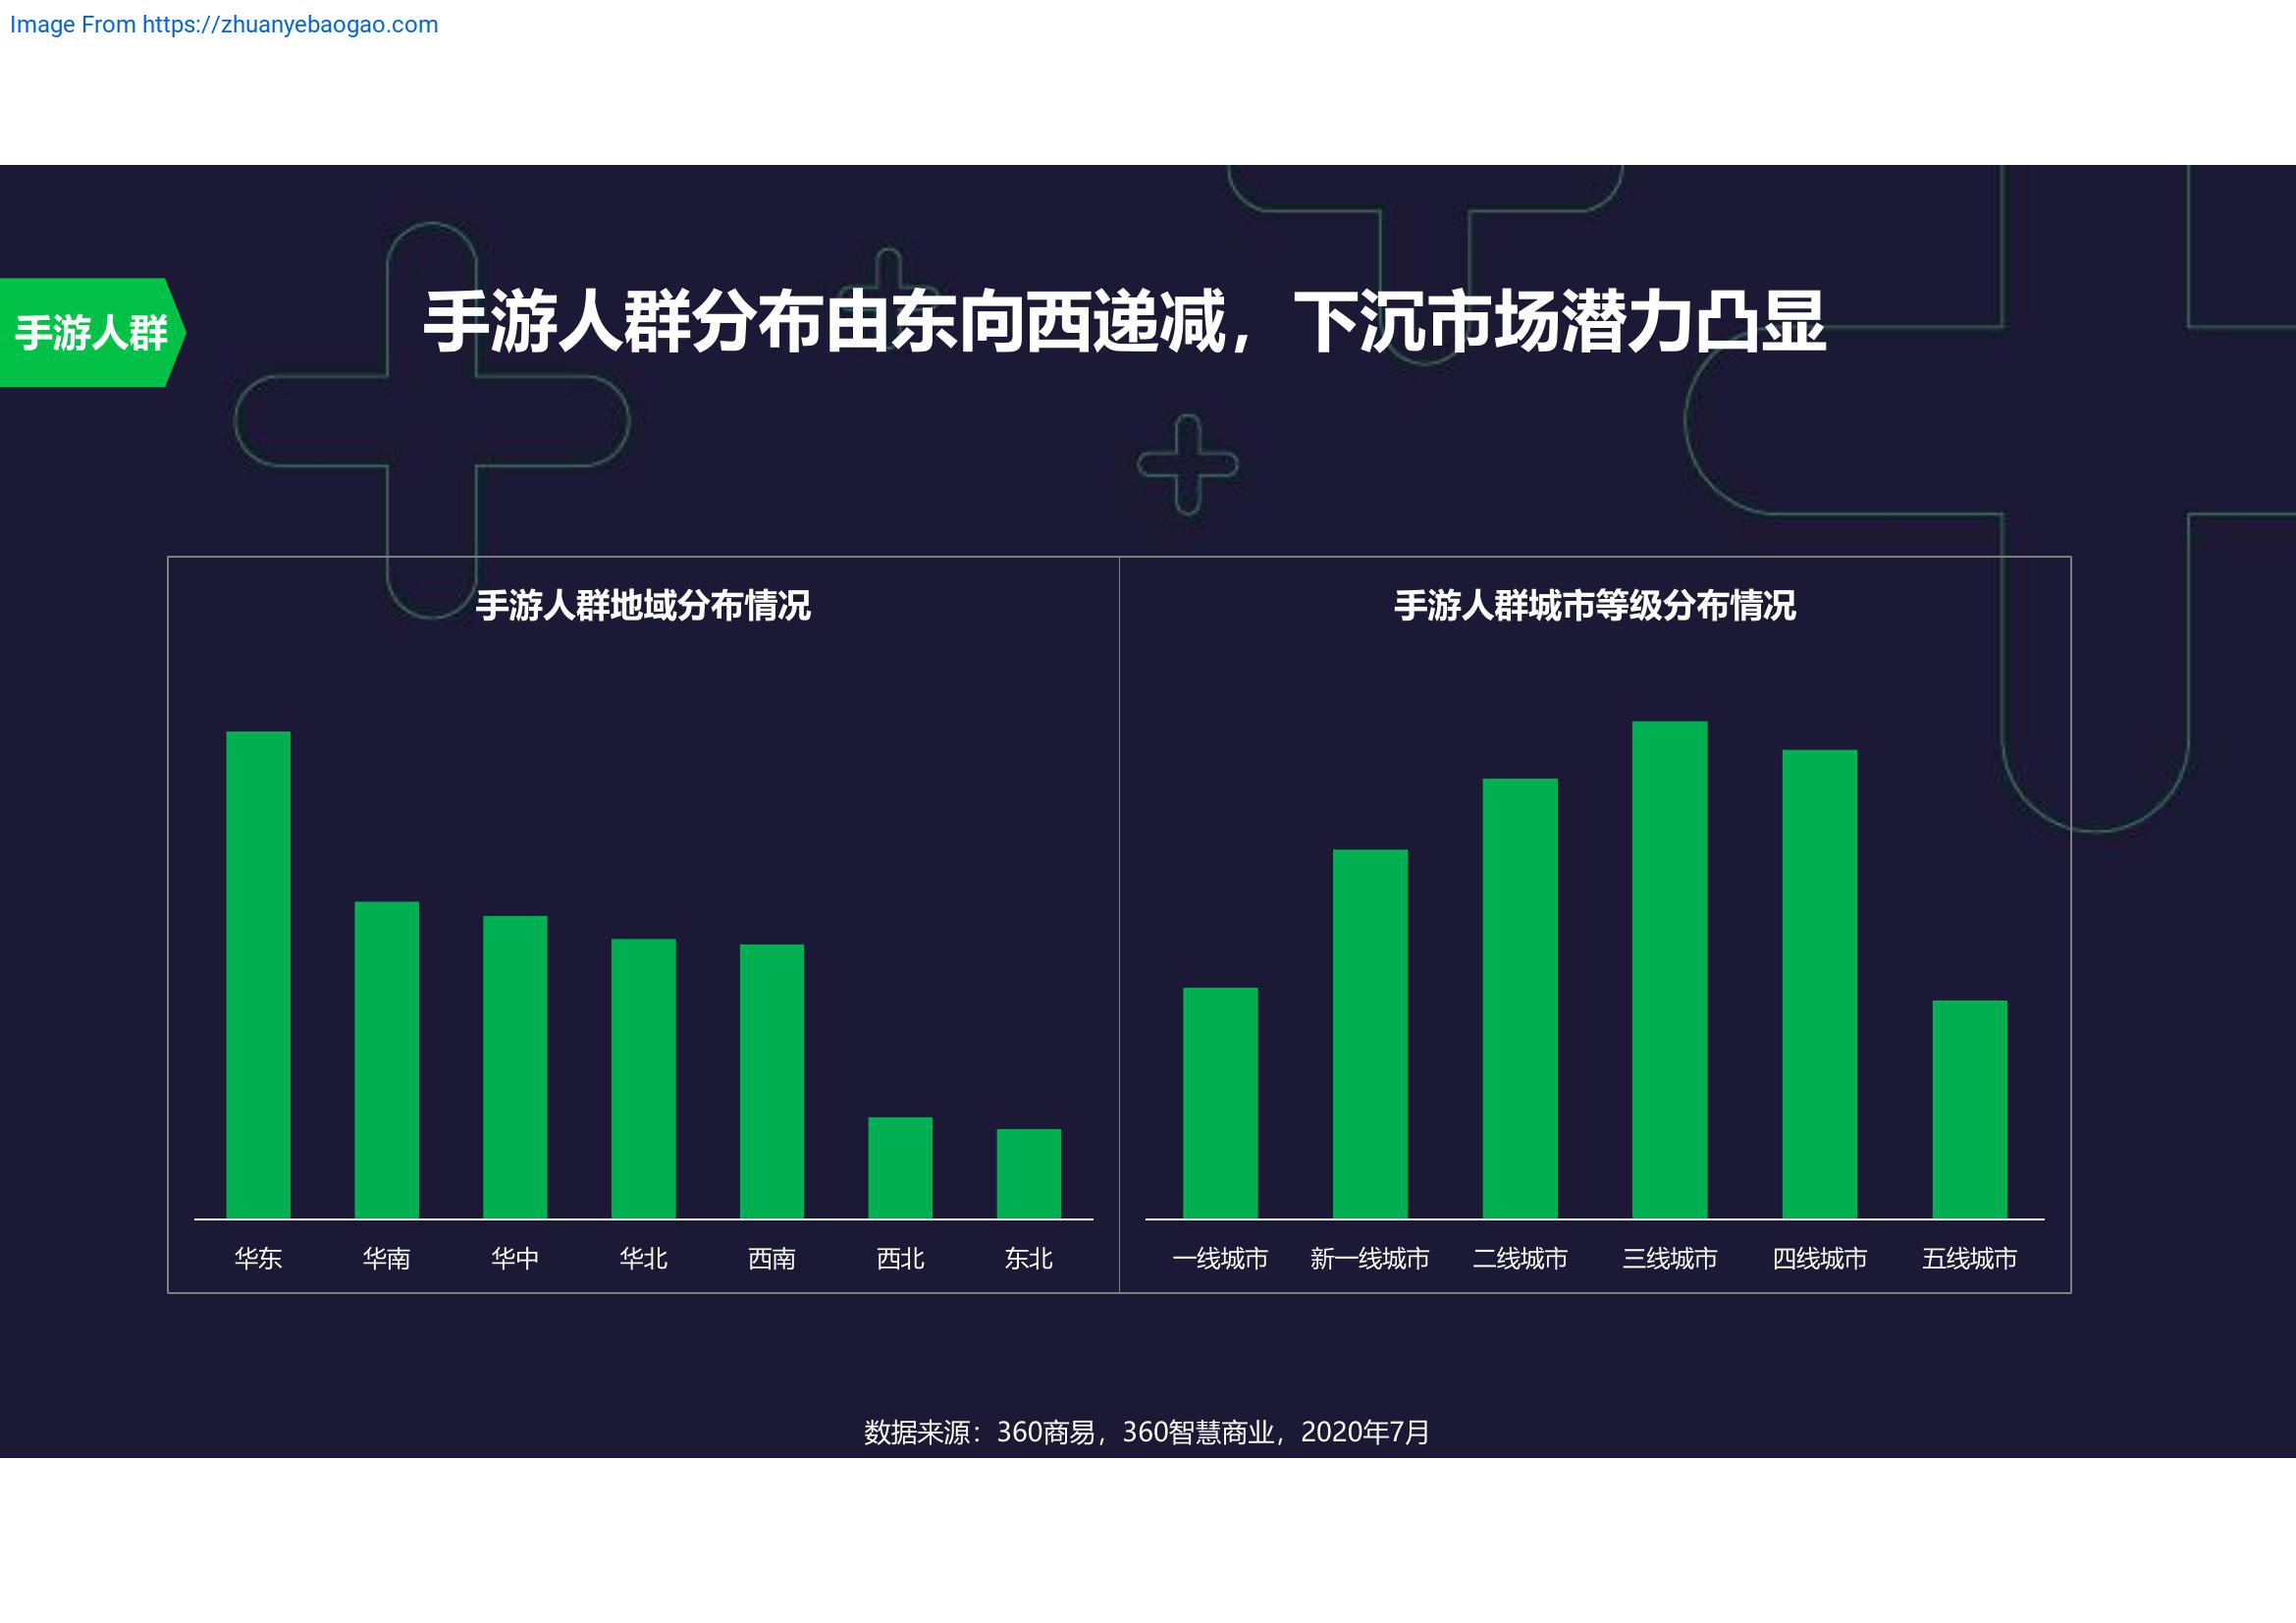 Image From https://zhuanyebaogao.com
手游人群
手游人群分布由东向西递减，下沉市场潜力凸显
手游人群地域分布情况
华东 华南 华中 华北 西南 西北 东北
手游人群城市等级分布情况
一线城市 新一线城市 二线城市 三线城市 四线城市 五线城市
数据来源：360商易，360智慧商业，2020年7月